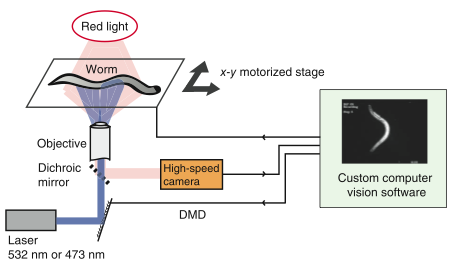 Red light
Worm
x-y motorized stage
Objective
Dichroic
mirror
High-speed
camera
Custom computer
vision software
DMD
Laser
532 nm or 473 nm